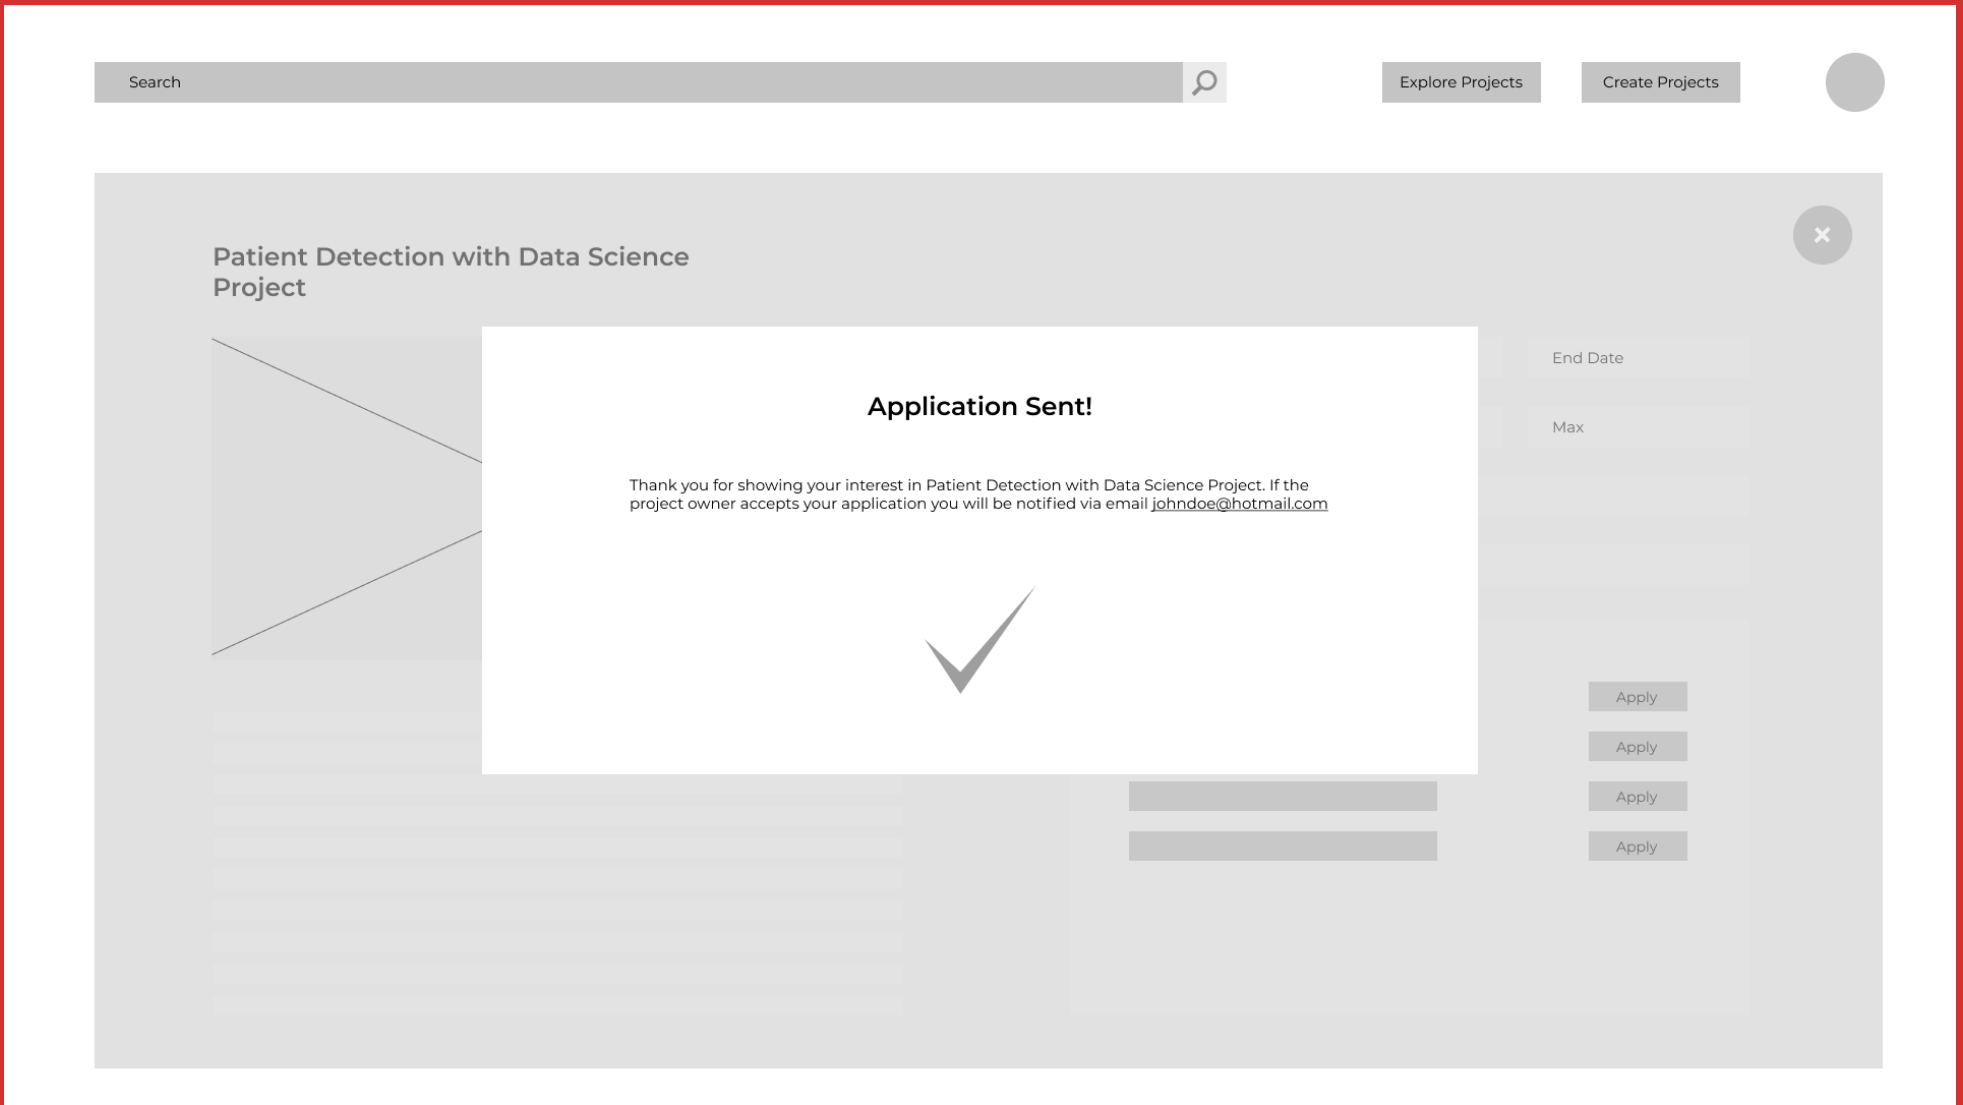 Search
Explore Projects
Create Projects
Patient Detection with Data Science
Project
End Date
Max
Application Sent!
Thank you for showing your interest in Patient Detection with Data Science Project. If the
project owner accepts your application you will be notified via email johndoe@hotmail.com
Apply
Apply
Apply
Apply